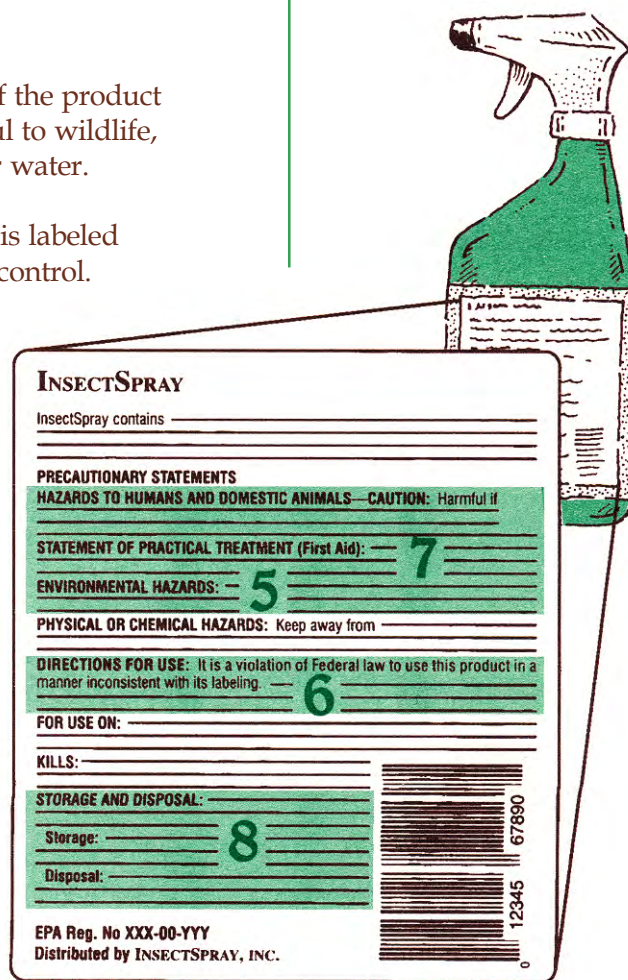 f the product
ul to wildlife,
r water.
is labeled
control.
INSECTSPRAY
InsectSpray contains
PRECAUTIONARY STATEMENTS
HAZARDS TO HUMANS AND DOMESTIC ANIMALS—CAUTION: Harmful if
STATEMENT OF PRACTICAL TREATMENT (First Aid):
7
ENVIRONMENTAL HAZARDS:
5
PHYSICAL OR CHEMICAL HAZARDS: Keep away from
DIRECTIONS FOR USE: It is a violation of Federal law to use this product in a
manner inconsistent with its labeling.
6
FOR USE ON:
KILLS:
STORAGE AND DISPOSAL:
Storage:
8
Disposal:
EPA Reg. No XXX-00-YYY
Distributed by INSECTSPRAY, INC.
0 12345 67890